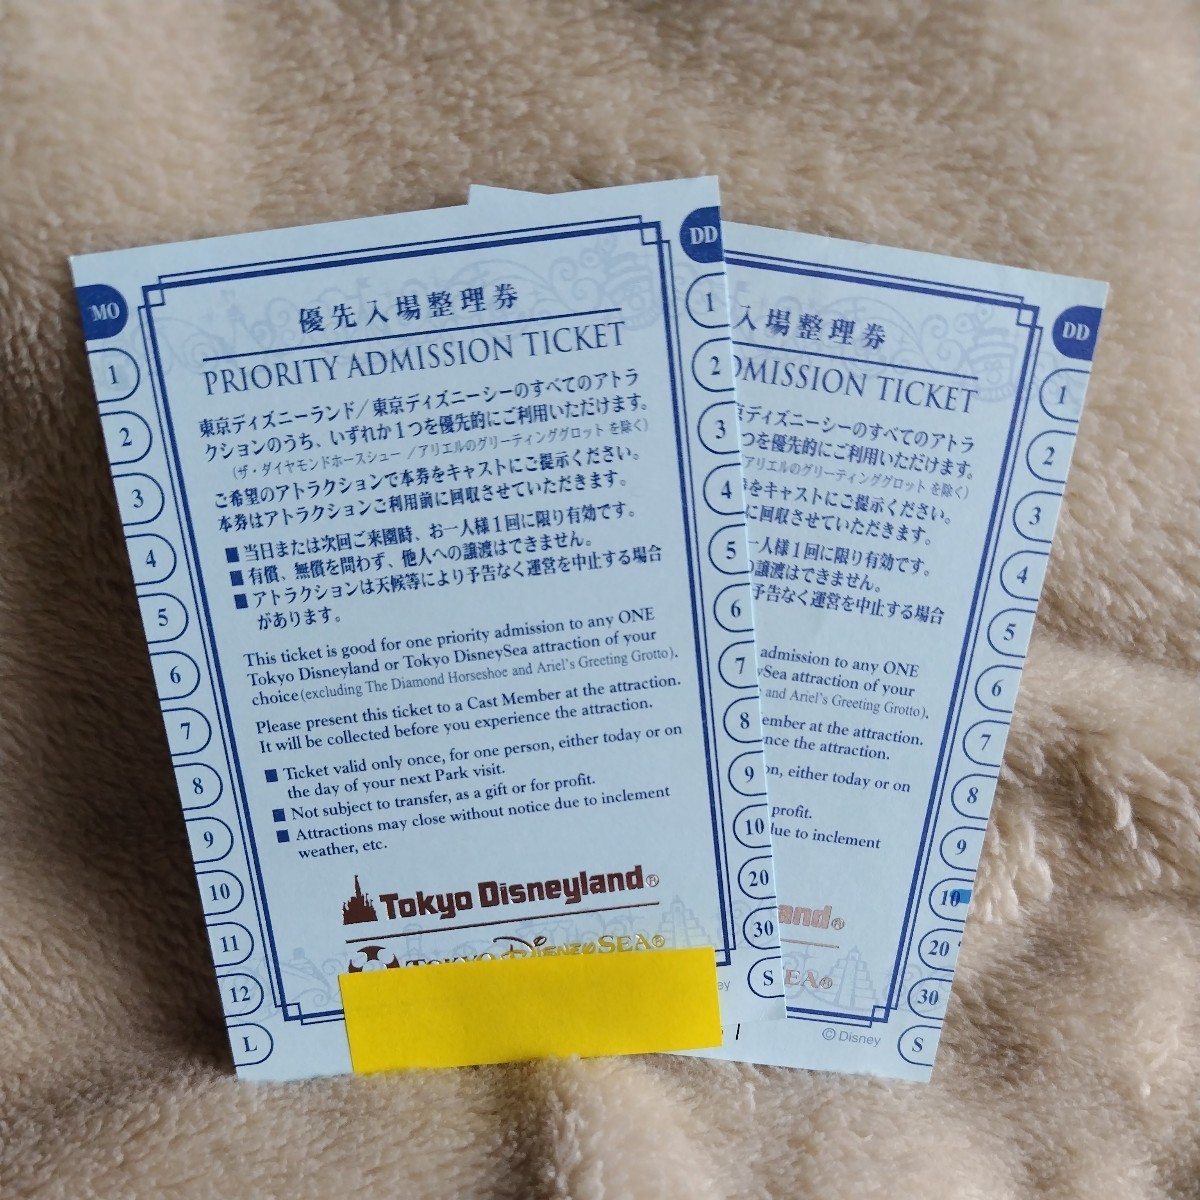 MO
1
2
3
4
5
6
7
8
9
10
11
12
L
優先入場整理券
PRIORITY ADMISSION TICKET
東京ディズニーランド/東京ディズニーシーのすべてのアトラ
クションのうち、いずれか1つを優先的にご利用いただけます。
(ザ・ダイヤモンドホースシュー/アリエルのグリーティンググロットを除く)
ご希望のアトラクションで本券をキャストにご提示ください。
本券はアトラクションご利用前に回収させていただきます。
■ 当日または次回ご来園時、お一人様1回に限り有効です。
■ 有償、無償を問わず、他人への譲渡はできません。
■ アトラクションは天候等により予告なく運営を中止する場合
があります。
This ticket is good for one priority admission to any ONE
Tokyo Disneyland or Tokyo DisneySea attraction of your
choice (excluding The Diamond Horseshoe and Ariel's Greeting Grotto).
Please present this ticket to a Cast Member at the attraction.
It will be collected before you experience the attraction.
■ Ticket valid only once, for one person, either today or on
the day of your next Park visit.
■ Not subject to transfer, as a gift or for profit.
■ Attractions may close without notice due to inclement
weather, etc.
Tokyo Disneyland®
TOKYO DISNEYSEA®
DD
1
2
3
4
5
6
7
8
9
10
20
30
S
入場整理券
MISSION TICKET
京ディズニーシーのすべてのアトラ
つを優先的にご利用いただけます。
アリエルのグリーティンググロットを除く)
をキャストにご提示ください。
に回収させていただきます。
一人様1回に限り有効です。
譲渡はできません。
予告なく運営を中止する場合
admission to any ONE
Sea attraction of your
and Ariel's Greeting Grotto).
ember at the attraction.
nce the attraction.
on, either today or on
profit.
due to inclement
and®
EA®
© Disney
DD
1
2
3
4
5
6
7
8
9
10
20
30
S